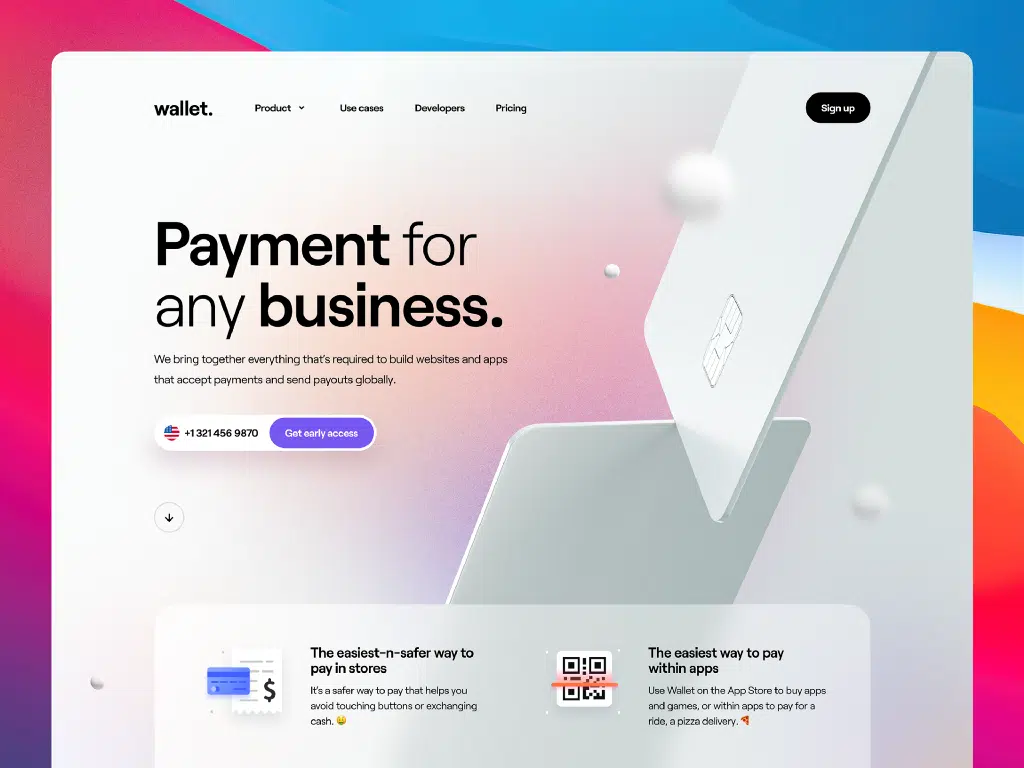 wallet.
Product
Use cases
Developers
Pricing
Sign up
Payment for
any business.
We bring together everything that's required to build websites and apps
that accept payments and send payouts globally.
+1 321 456 9870
Get early access
The easiest-n-safer way to
pay in stores
It's a safer way to pay that helps you
avoid touching buttons or exchanging
cash. 🤑
$
The easiest way to pay
within apps
Use Wallet on the App Store to buy apps
and games, or within apps to pay for a
ride, a pizza delivery. 🍕